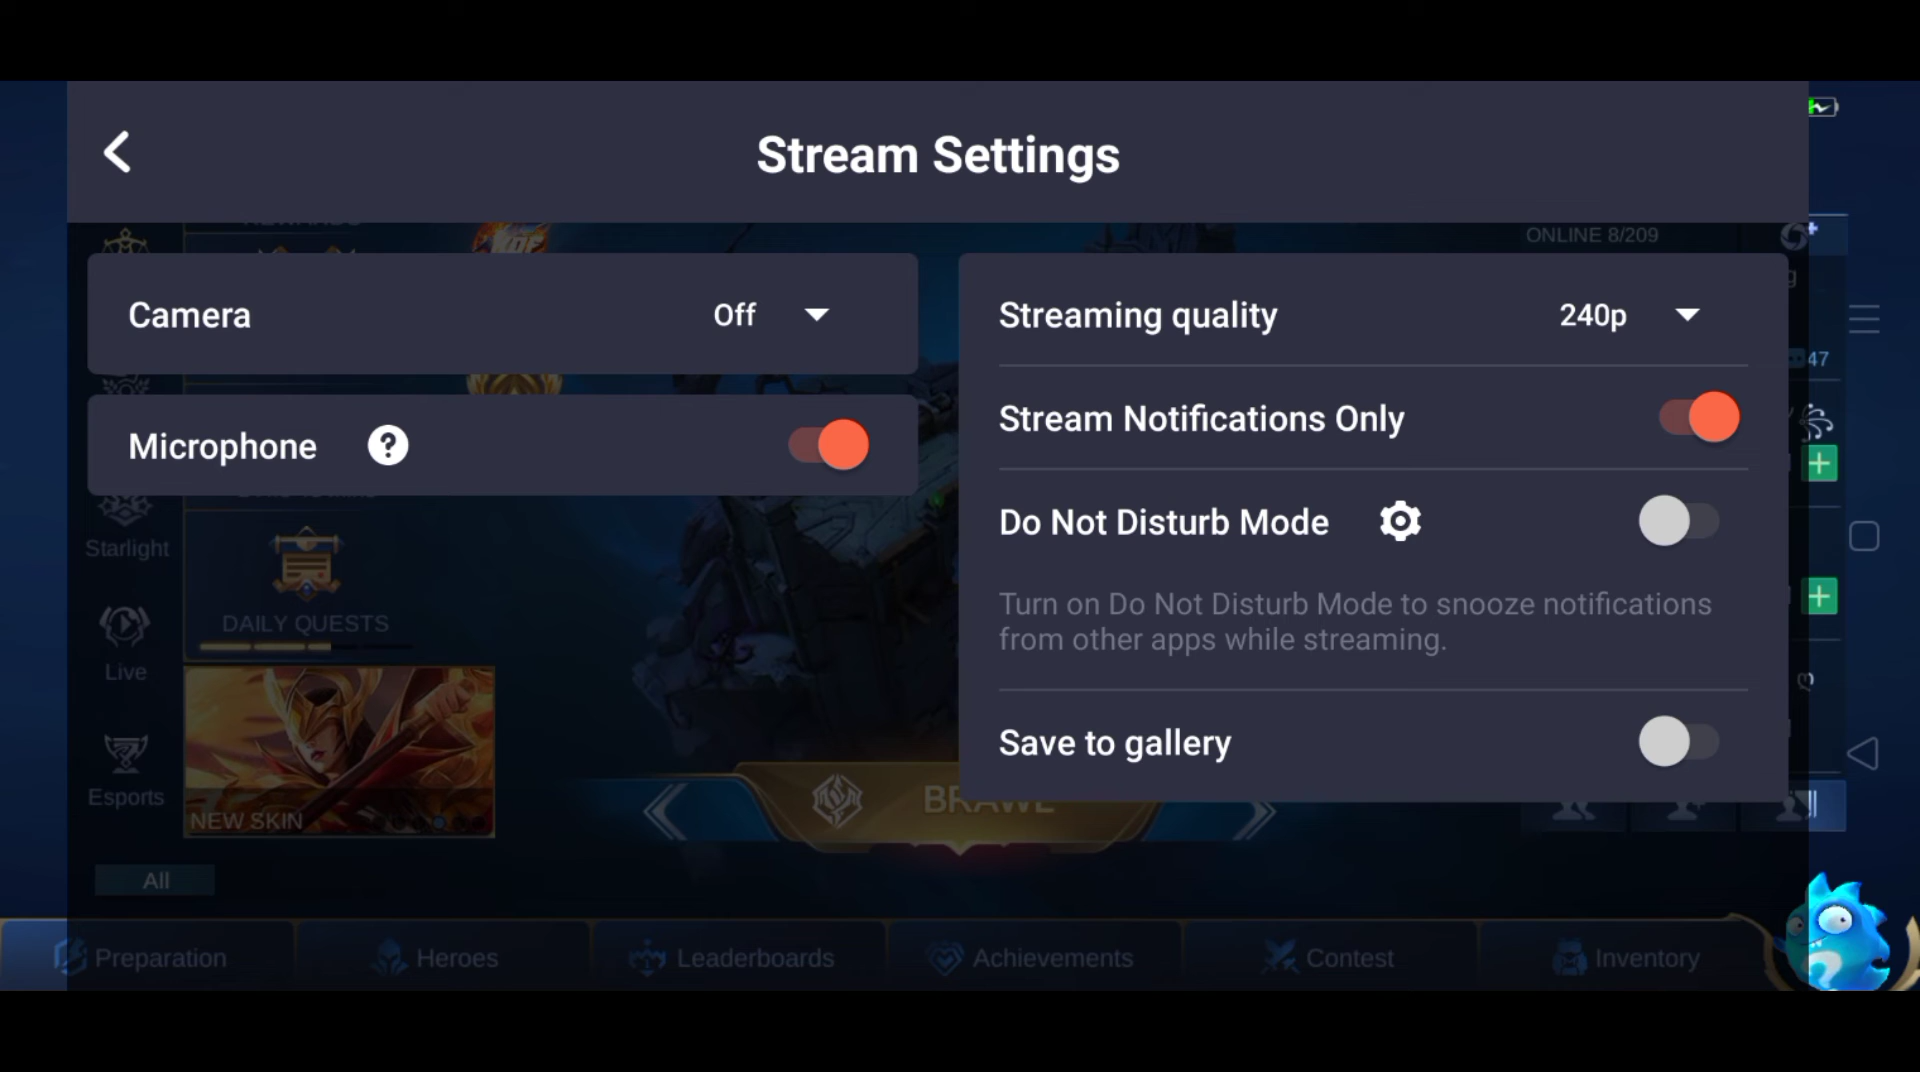 Stream Settings
ONLINE 8/209
Camera
Off
Microphone
?
Streaming quality
240p
Stream Notifications Only
Do Not Disturb Mode
Turn on Do Not Disturb Mode to snooze notifications
from other apps while streaming.
Save to gallery
47
Starlight
DAILY QUESTS
Live
Esports
NEW SKIN
BRAWL
All
Preparation
Heroes
Leaderboards
Achievements
Contest
Inventory